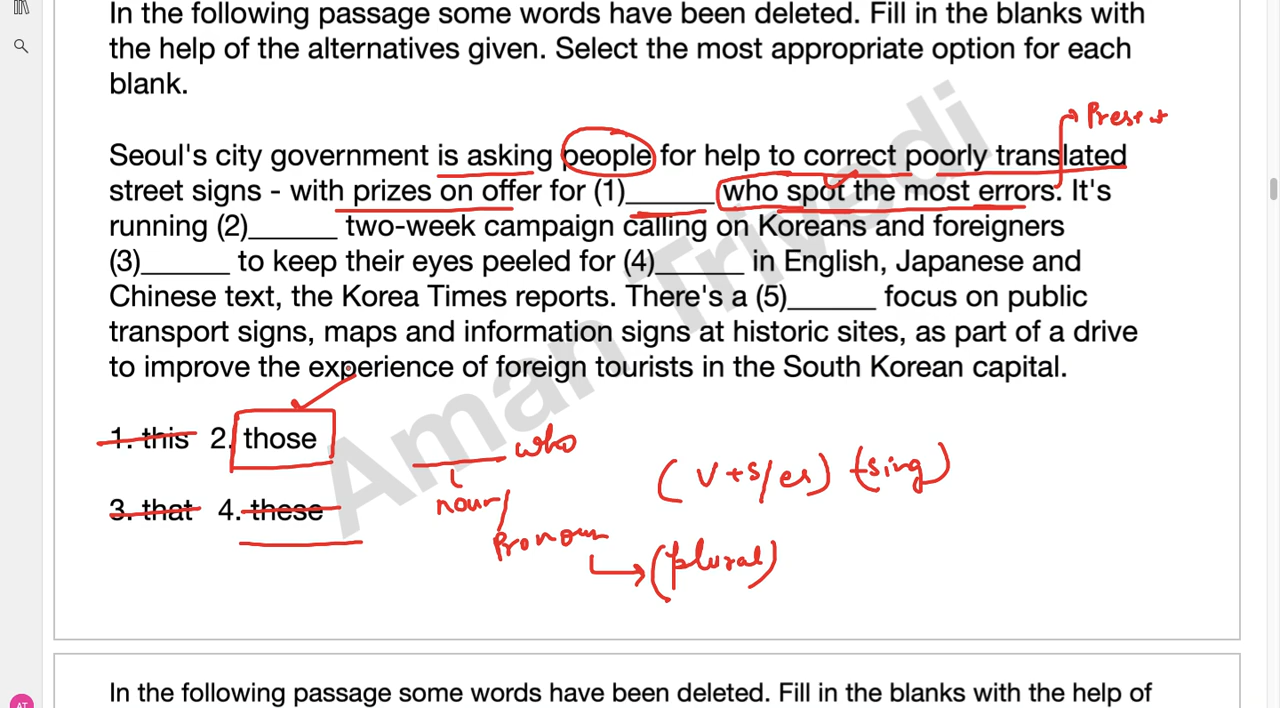 In the following passage some words have been deleted. Fill in the blanks with
the help of the alternatives given. Select the most appropriate option for each
blank.
Present
Seoul's city government is asking people for help to correct poorly translated
street signs - with prizes on offer for (1)______ who spot the most errors. It's
running (2)______ two-week campaign calling on Koreans and foreigners
(3)______ to keep their eyes peeled for (4)______ in English, Japanese and
Chinese text, the Korea Times reports. There's a (5)______ focus on public
transport signs, maps and information signs at historic sites, as part of a drive
to improve the experience of foreign tourists in the South Korean capital.
1. this 2. those
______ who
(V+s/es) (sing)
3. that 4. these
noun/
Pronoun
(plural)
Aman Trivedi
AT
In the following passage some words have been deleted. Fill in the blanks with the help of